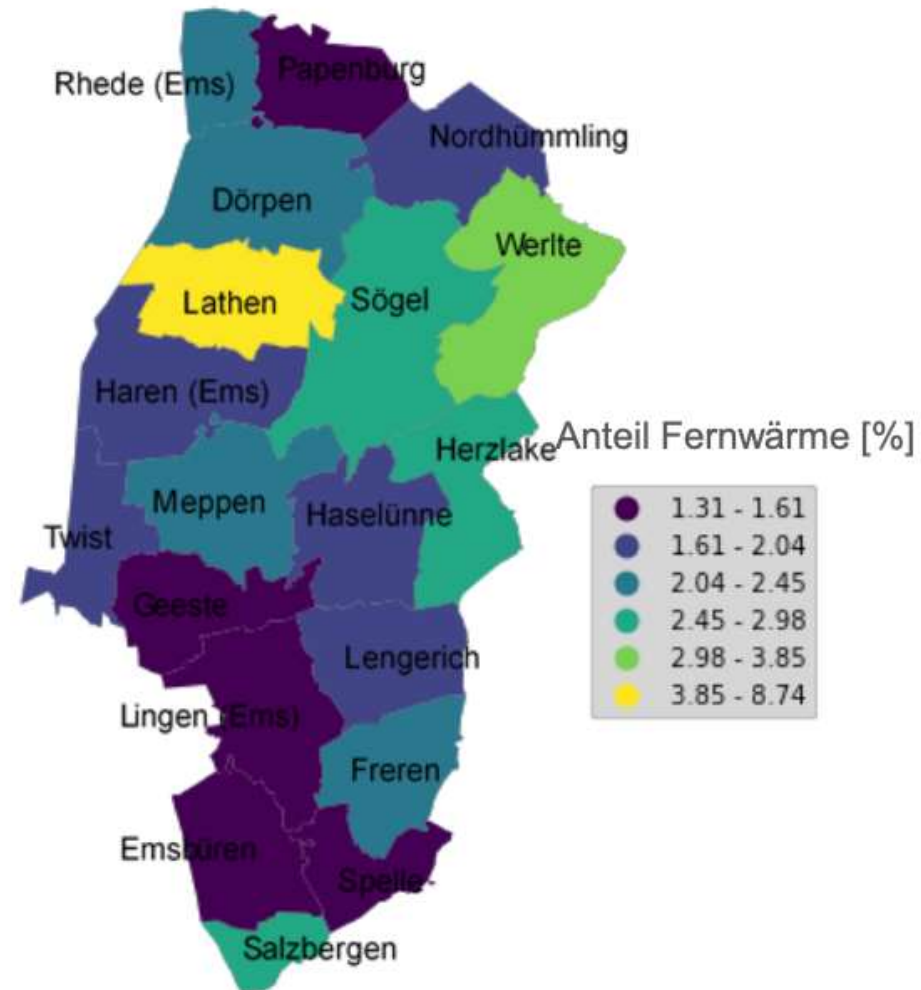 Papenburg
Rhede (Ems)
Nordhümmling
Dörpen
Werlte
Lathen
Sögel
Haren (Ems)
Anteil Fernwärme [%]
Herzlake
Meppen
Haselünne
1.31 - 1.61
Twist
1.61 - 2.04
2.04 - 2.45
Geeste
2.45 - 2.98
Lengerich
2.98 - 3.85
3.85 - 8.74
Lingen (Ems)
Freren
Emsbüren
Spelle
Salzbergen